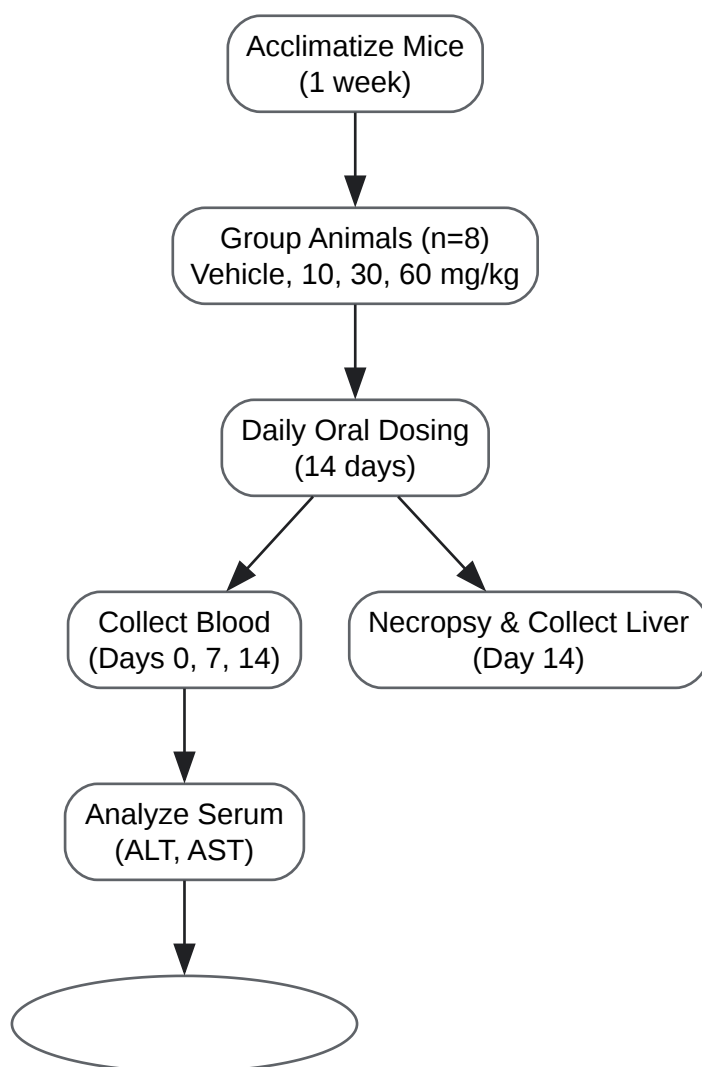 Acclimatize Mice
(1 week)
Group Animals (n=8)
Vehicle, 10, 30, 60 mg/kg
Daily Oral Dosing
(14 days)
Collect Blood
(Days 0, 7, 14)
Necropsy & Collect Liver
(Day 14)
Analyze Serum
(ALT, AST)